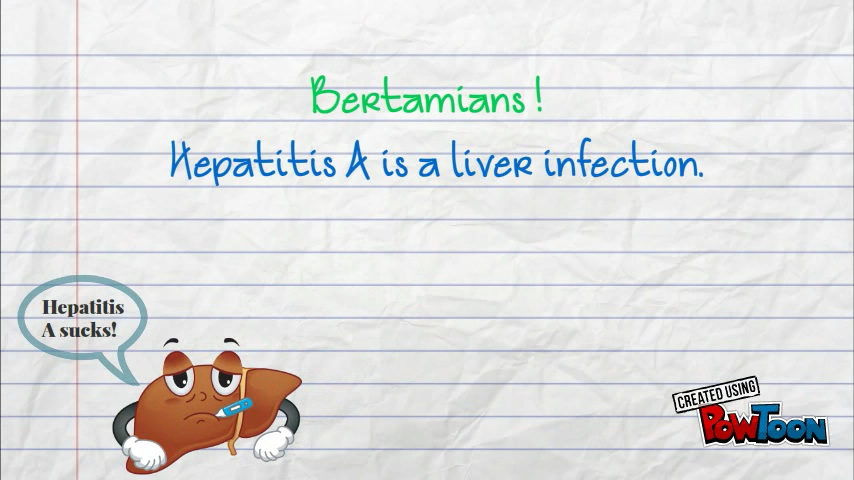 Bertamians !
Hepatitis A is a liver infection.
Hepatitis
A sucks!
CREATED USING
POWTOON